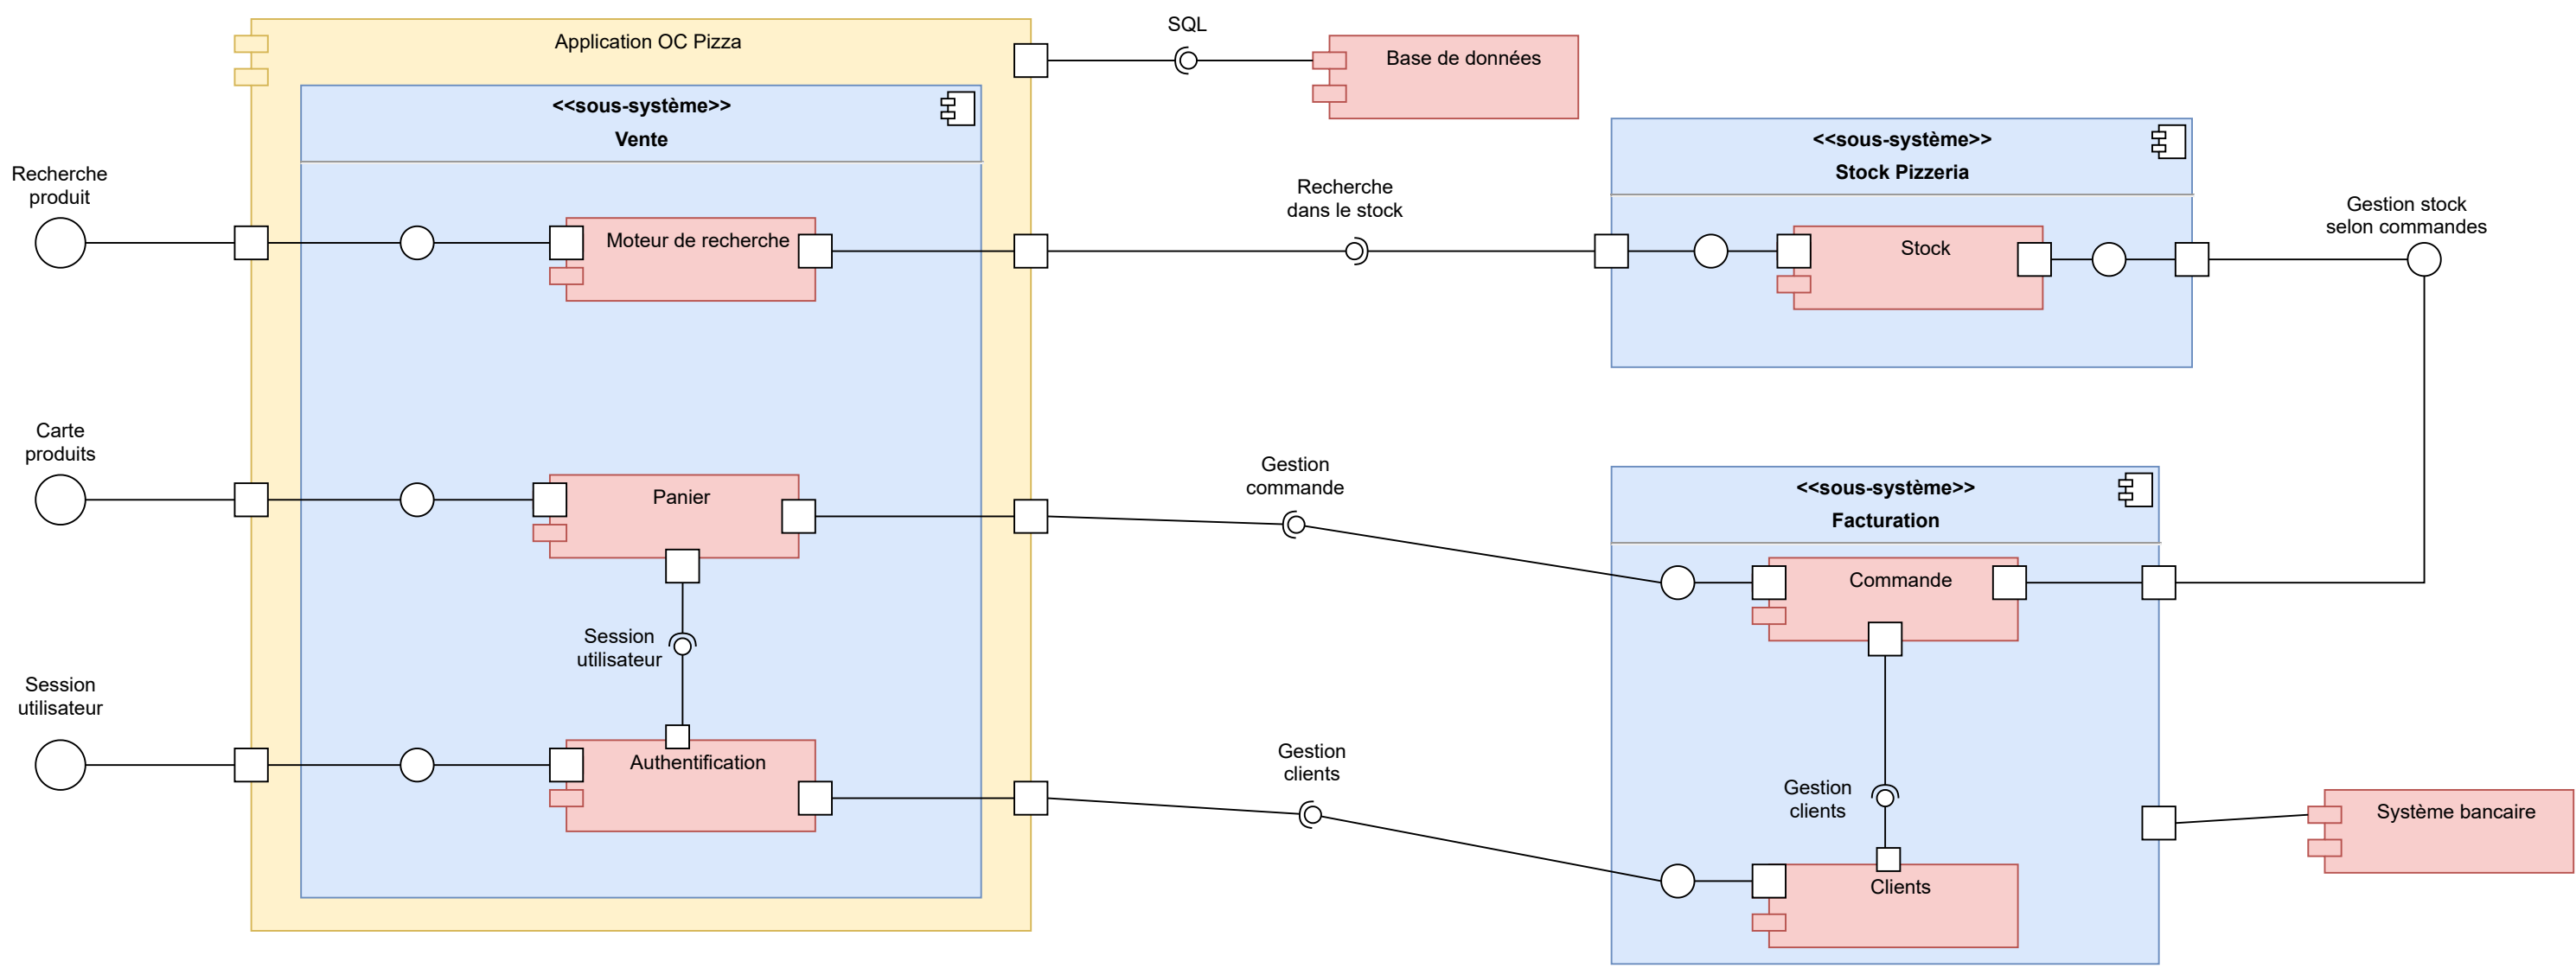 SQL
Application OC Pizza
Base de données
<<sous-système>>
Vente
<<sous-système>>
Stock Pizzeria
Recherche
produit
Moteur de recherche
Recherche
dans le stock
Stock
Gestion stock
selon commandes
Carte
produits
Panier
Gestion
commande
<<sous-système>>
Facturation
Commande
Session
utilisateur
Session
utilisateur
Authentification
Gestion
clients
Gestion
clients
Système bancaire
Clients